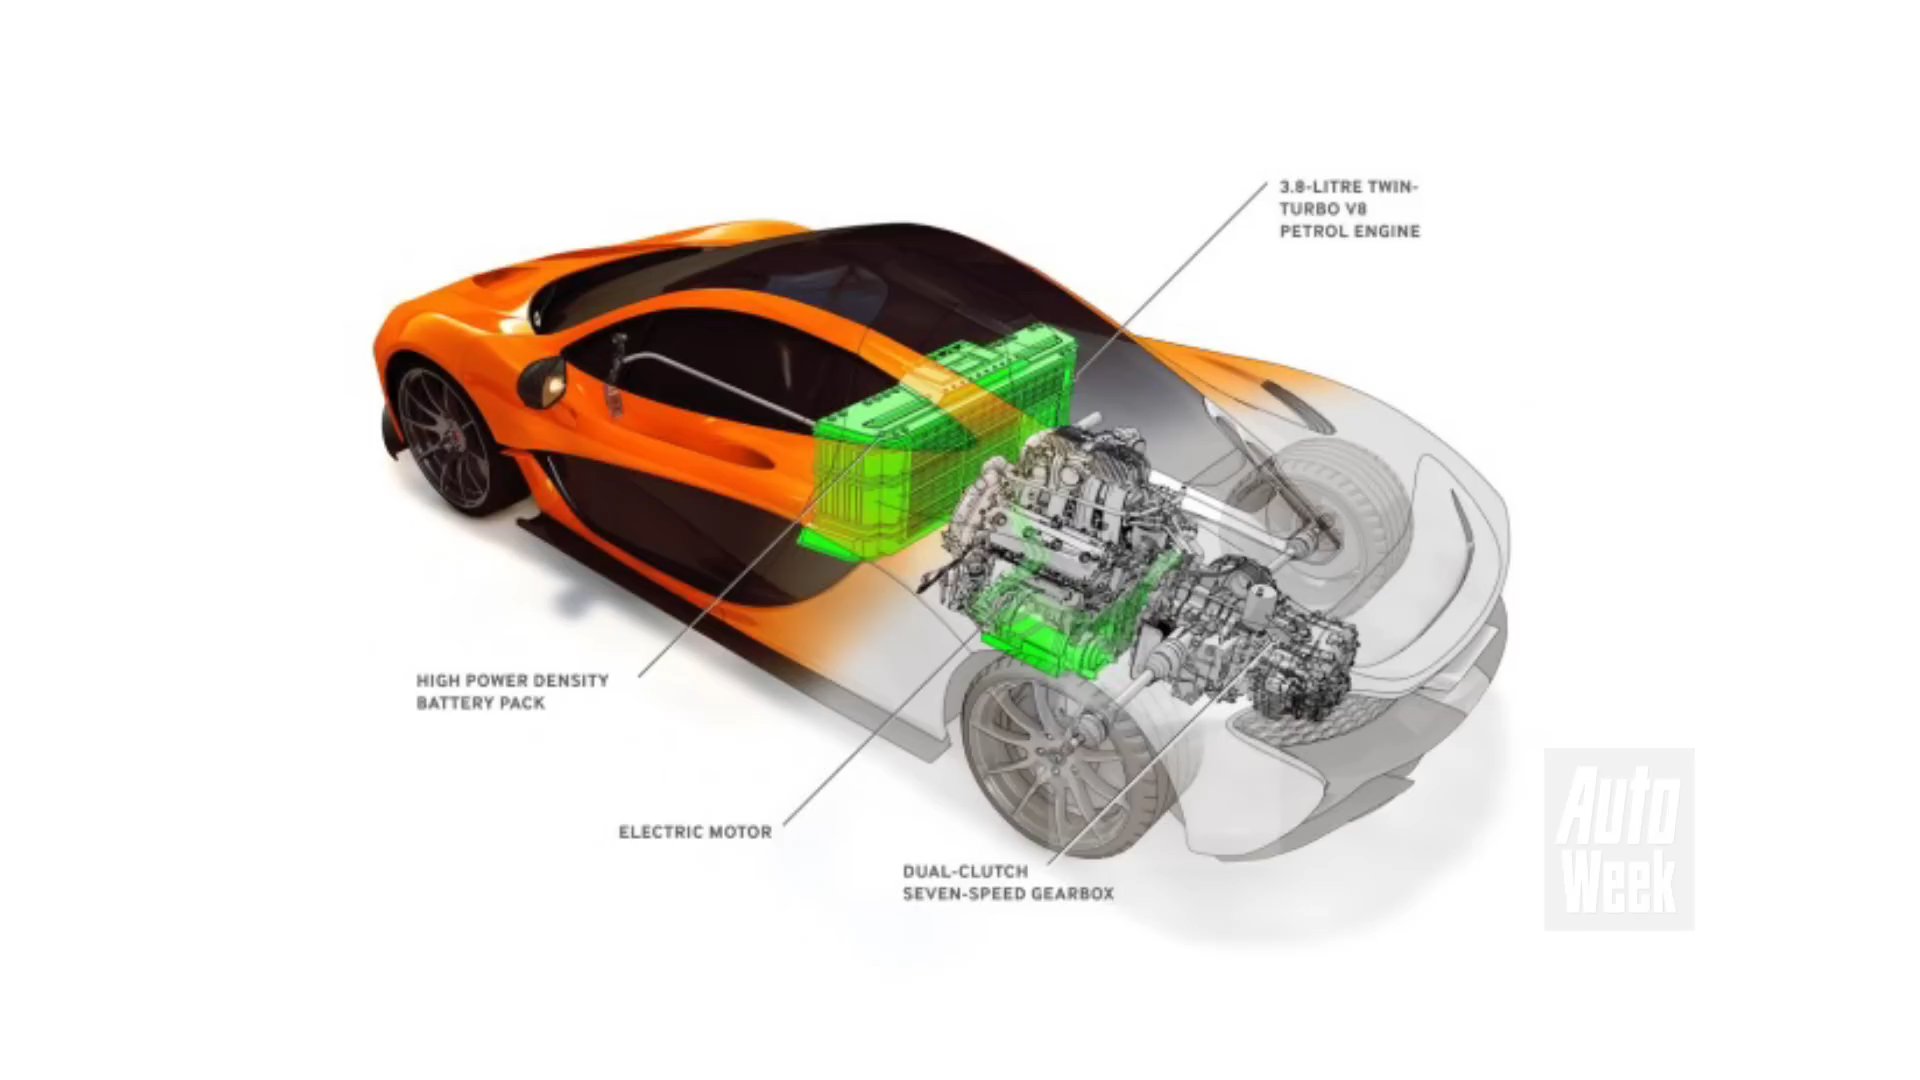 3.8-LITRE TWIN-
TURBO V8
PETROL ENGINE
HIGH POWER DENSITY
BATTERY PACK
ELECTRIC MOTOR
DUAL-CLUTCH
SEVEN-SPEED GEARBOX
Auto
Week